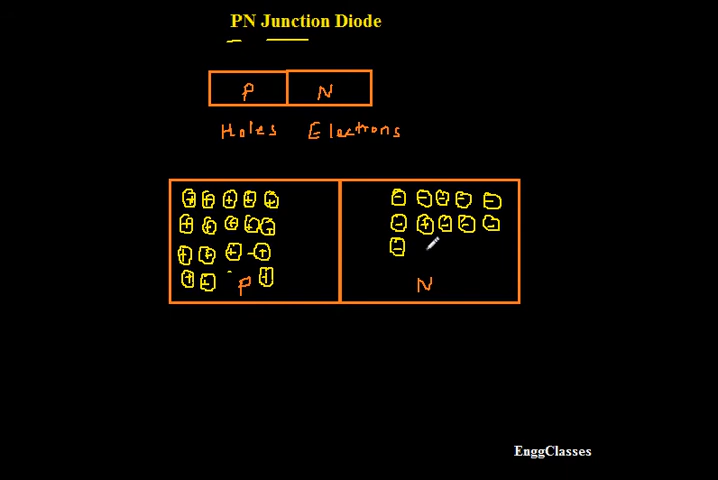 PN Junction Diode
P N
Holes Electrons
+ + + + + - - - - -
+ + + + + - + - - -
+ + + + -
+ + +
P N
EnggClasses